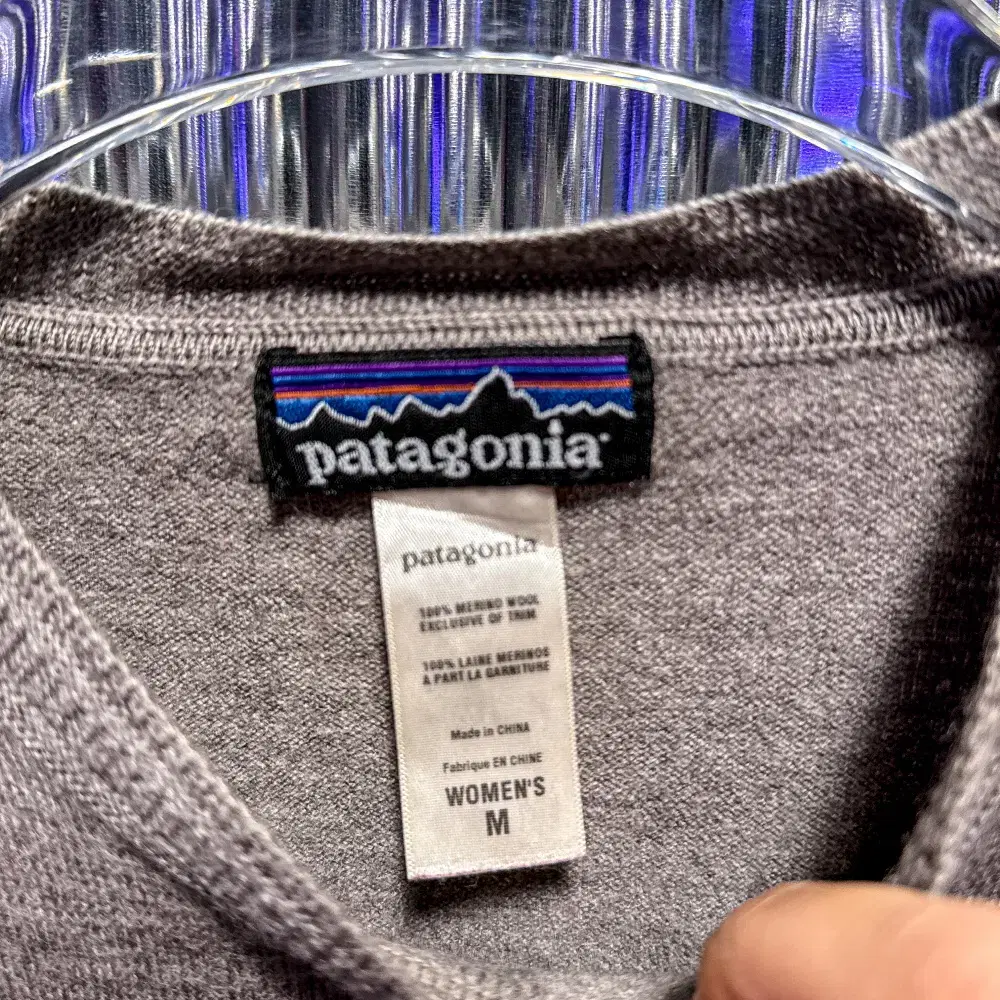 patagonia
patagonia
100% MERINO WOOL
EXCLUSIVE OF TRIM
100% LAINE MERINOS
A PART LA GARNITURE
Made in CHINA
Fabrique EN CHINE
WOMEN'S
M